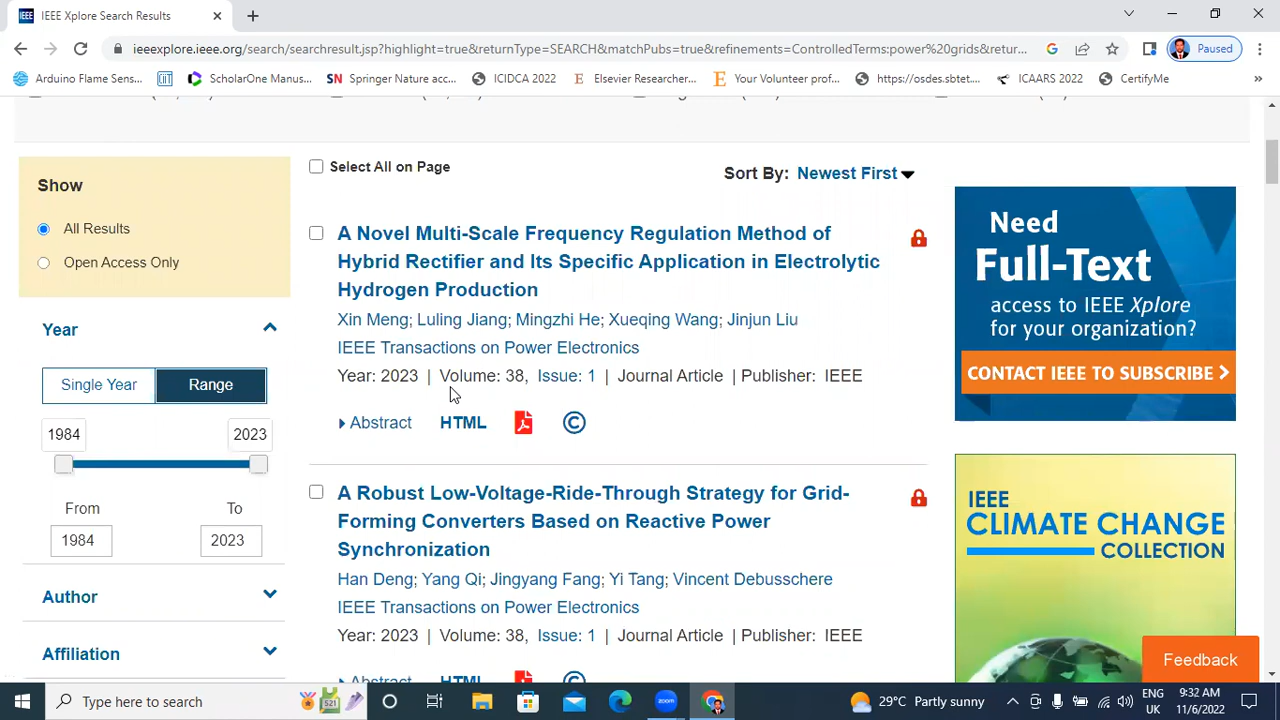 IEEE Xplore Search Results
ieeexplore.ieee.org/search/searchresult.jsp?highlight=true&returnType=SEARCH&matchPubs=true&refinements=ControlledTerms:power%20grids&retur...
Paused
Arduino Flame Sens...
ScholarOne Manus...
SN Springer Nature acc...
ICIDCA 2022
E Elsevier Researcher...
Your Volunteer prof...
https://osdes.sbtet....
ICAARS 2022
CertifyMe
»
Show
All Results
Open Access Only
Year
Single Year
Range
1984
2023
From
To
1984
2023
Author
Affiliation
Select All on Page
Sort By: Newest First
A Novel Multi-Scale Frequency Regulation Method of
Hybrid Rectifier and Its Specific Application in Electrolytic
Hydrogen Production
Xin Meng; Luling Jiang; Mingzhi He; Xueqing Wang; Jinjun Liu
IEEE Transactions on Power Electronics
Year: 2023 | Volume: 38, Issue: 1 | Journal Article | Publisher: IEEE
Abstract HTML ©
A Robust Low-Voltage-Ride-Through Strategy for Grid-
Forming Converters Based on Reactive Power
Synchronization
Han Deng; Yang Qi; Jingyang Fang; Yi Tang; Vincent Debusschere
IEEE Transactions on Power Electronics
Year: 2023 | Volume: 38, Issue: 1 | Journal Article | Publisher: IEEE
Abstract HTML
Need
Full-Text
access to IEEE Xplore
for your organization?
CONTACT IEEE TO SUBSCRIBE
IEEE
CLIMATE CHANGE
COLLECTION
Feedback
Type here to search
521
zoom
29°C Partly sunny
ENG
UK
9:32 AM
11/6/2022